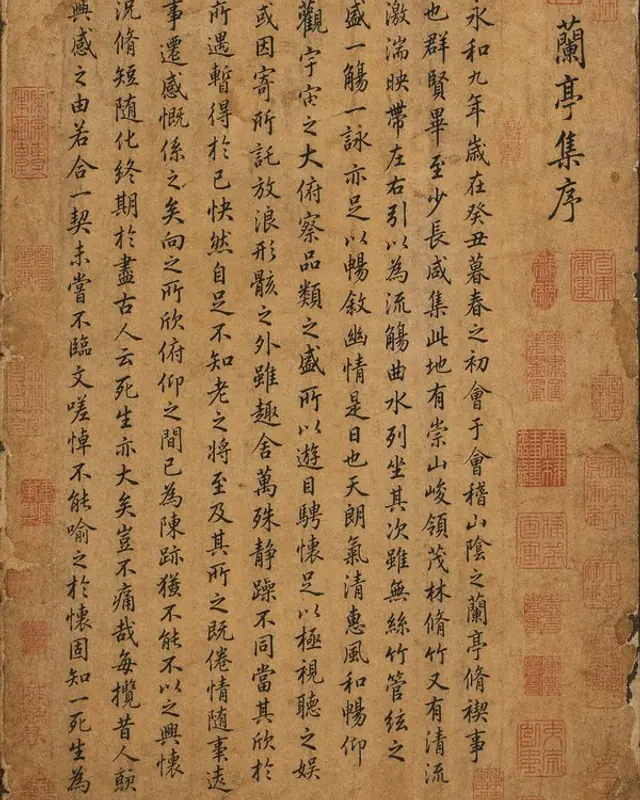 蘭亭集序
永和九年歲在癸丑暮春之初會于會稽山陰之蘭亭脩禊事
也群賢畢至少長咸集此地有崇山峻領茂林脩竹又有清流
激湍映帶左右引以為流觴曲水列坐其次雖無絲竹管絃之
盛一觴一詠亦足以暢敘幽情是日也天朗氣清惠風和暢仰
觀宇宙之大俯察品類之盛所以遊目騁懷足以極視聽之娛
或因寄所託放浪形骸之外雖趣舍萬殊静躁不同當其欣於
所遇暫得於己快然自足不知老之將至及其所之既倦情隨事
事遷感慨係之矣向之所欣俯仰之間已為陳跡猶不能不以之興懷
況脩短随化終期於盡古人云死生亦大矣豈不痛哉每攬昔人
興感之由若合一契未嘗不臨文嗟悼不能喻之於懷固知一死生為